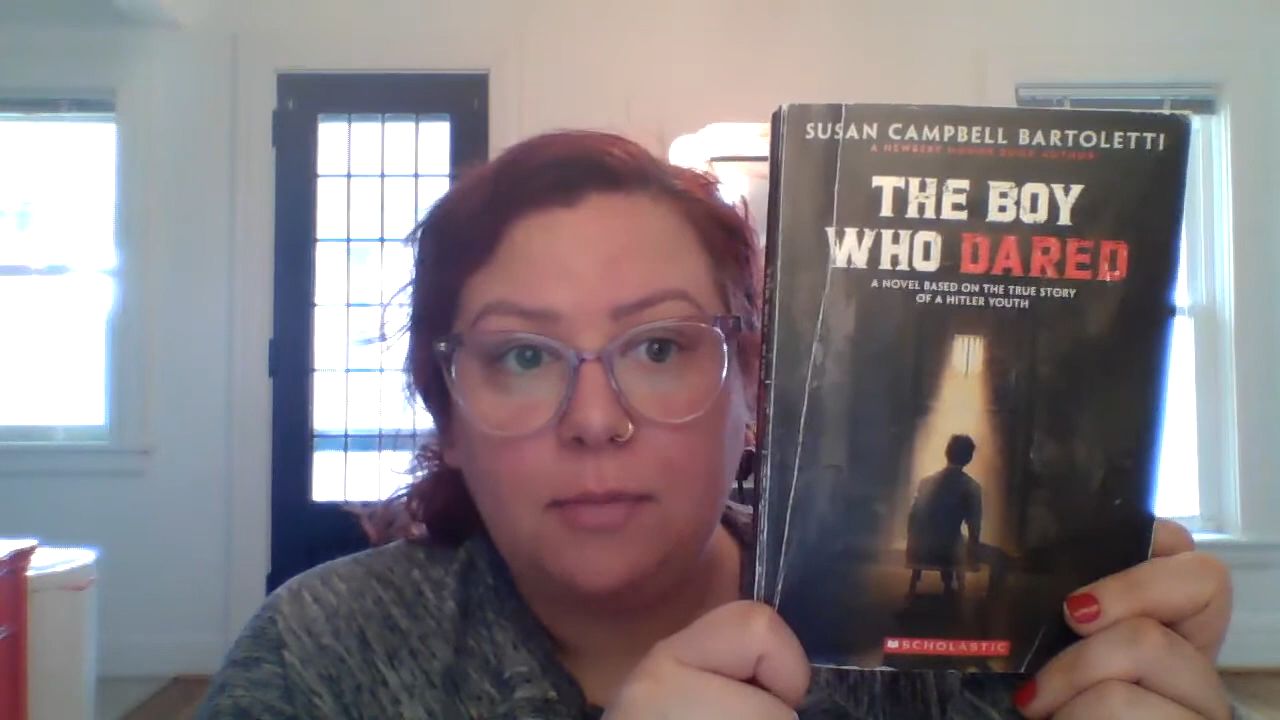 SUSAN CAMPBELL BARTOLETTI
A NEWBERY HONOR BOOK AUTHOR
THE BOY
WHO DARED
A NOVEL BASED ON THE TRUE STORY
OF A HITLER YOUTH
SCHOLASTIC